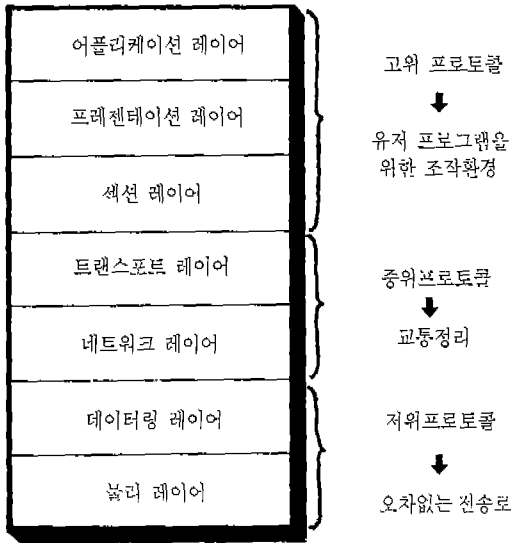 어플리케이션 레이어
프레젠테이션 레이어
섹션 레이어
트랜스포트 레이어
네트워크 레이어
데이터링 레이어
물리 레이어
고위 프로토콜
유저 프로그램을
위한 조작환경
중위프로토콜
교통정리
저위프로토콜
오차없는 전송로